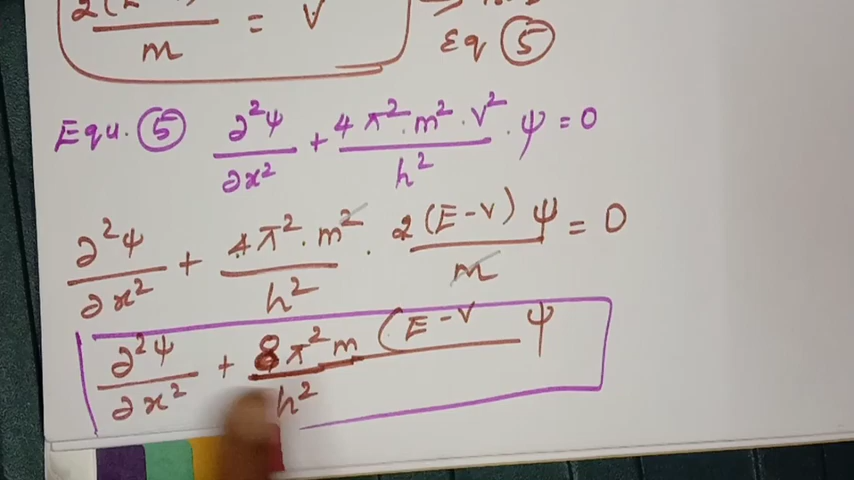 2( m = V
Eq ⑤
Equ. ⑤ ∂²ψ/∂x² + 4π².m².V²/h² . ψ = 0
∂²ψ/∂x² + 4π².m²/h² . 2(E-V)ψ/m = 0
∂²ψ/∂x² + 8π²m(E-V ψ/h²